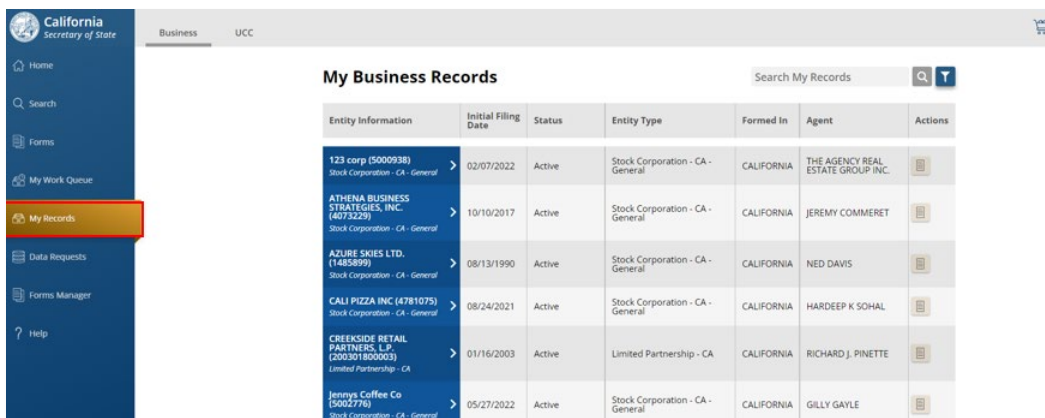 California
Secretary of State
Business UCC
Home
Search
Forms
My Work Queue
My Records
Data Requests
Forms Manager
? Help
My Business Records
Search My Records
Entity Information Initial Filing Date Status Entity Type Formed In Agent Actions
123 corp (5000938)
Stock Corporation - CA - General
02/07/2022 Active
Stock Corporation - CA -
General
CALIFORNIA
THE AGENCY REAL
ESTATE GROUP INC.
ATHENA BUSINESS
STRATEGIES, INC.
(4073229)
Stock Corporation - CA - General
10/10/2017 Active
Stock Corporation - CA -
General
CALIFORNIA JEREMY COMMERET
AZURE SKIES LTD.
(1485899)
Stock Corporation - CA - General
08/13/1990 Active
Stock Corporation - CA -
General
CALIFORNIA NED DAVIS
CALI PIZZA INC (4781075)
Stock Corporation - CA - General
08/24/2021 Active
Stock Corporation - CA -
General
CALIFORNIA HARDEEP K SOHAL
CREEKSIDE RETAIL
PARTNERS, L.P.
(200301800003)
Limited Partnership - CA
01/16/2003 Active Limited Partnership - CA CALIFORNIA RICHARD J. PINETTE
Jennys Coffee Co
(5002776)
Stock Corporation - CA - General
05/27/2022 Active
Stock Corporation - CA -
General
CALIFORNIA GILLY GAYLE